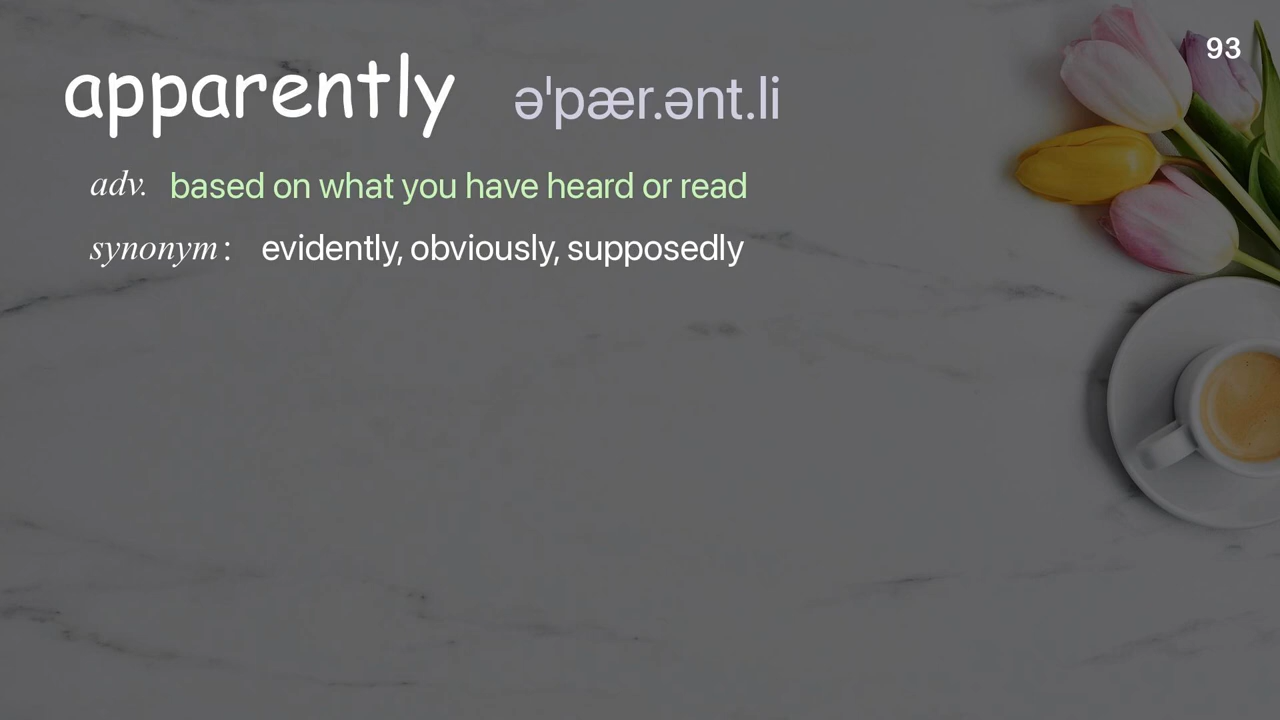 93
apparently əˈpær.ənt.li
adv. based on what you have heard or read
synonym: evidently, obviously, supposedly